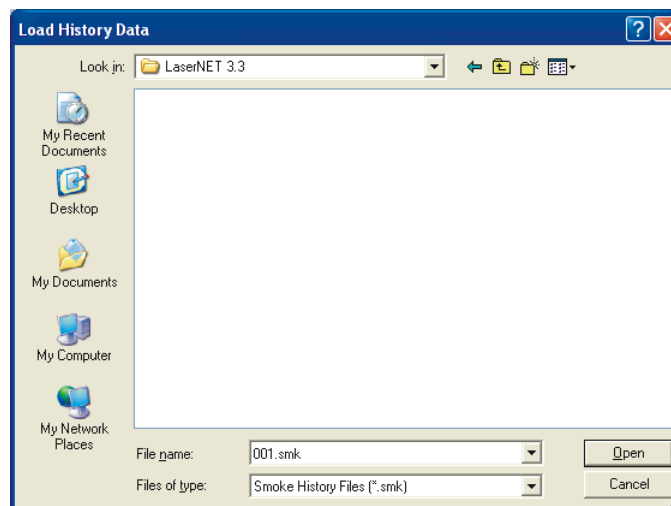 Load History Data
Look in: LaserNET 3.3
My Recent
Documents
Desktop
My Documents
My Computer
My Network
Places
File name: 001.smk Open
Files of type: Smoke History Files (*.smk) Cancel